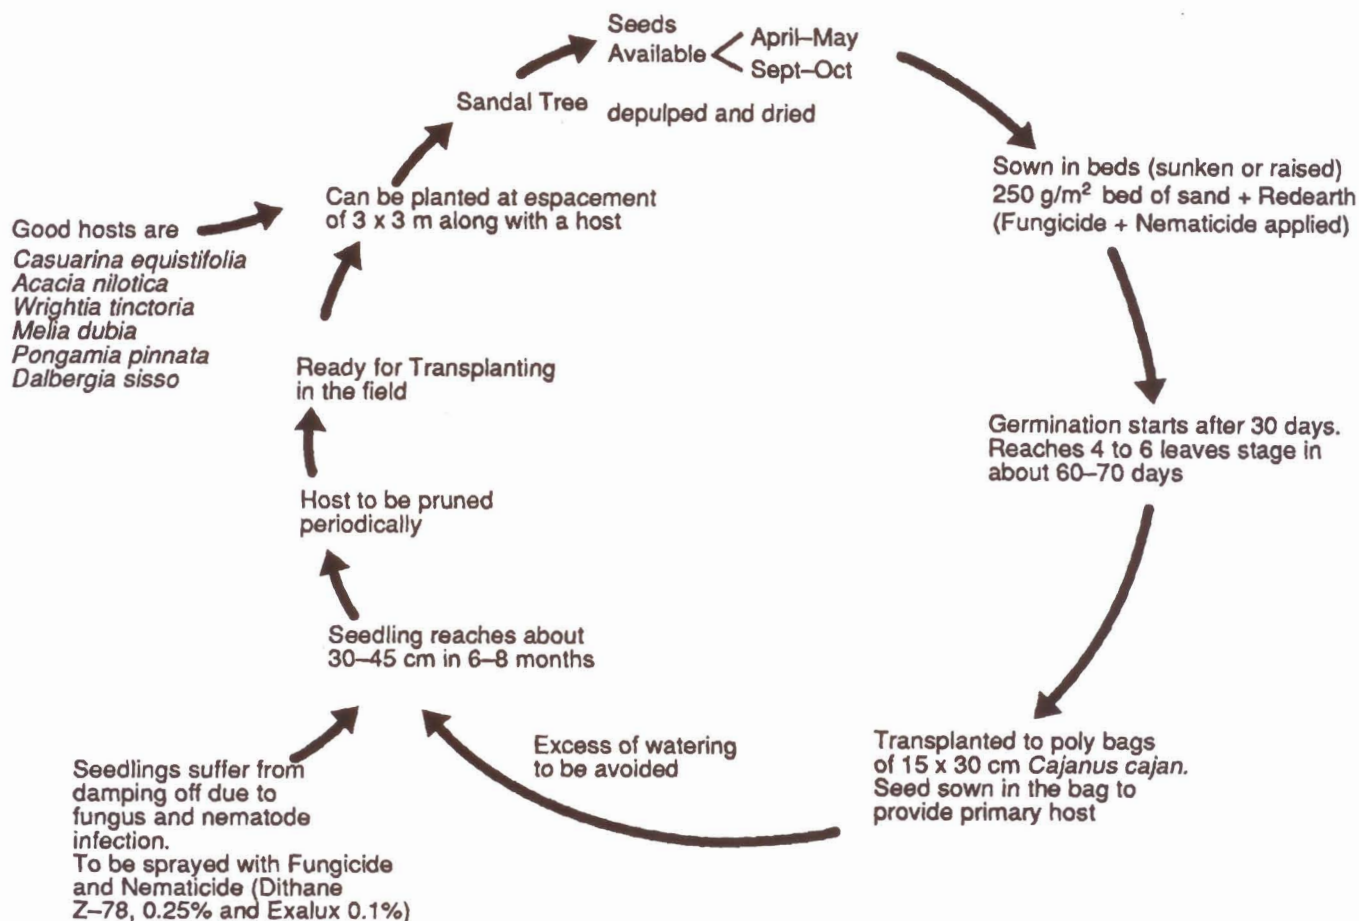 Seeds
Available
April–May
Sept–Oct
Sandal Tree
depulped and dried
Sown in beds (sunken or raised)
250 g/m² bed of sand + Redearth
(Fungicide + Nematicide applied)
Germination starts after 30 days.
Reaches 4 to 6 leaves stage in
about 60–70 days
Transplanted to poly bags
of 15 x 30 cm Cajanus cajan.
Seed sown in the bag to
provide primary host
Excess of watering
to be avoided
Seedlings suffer from
damping off due to
fungus and nematode
infection.
To be sprayed with Fungicide
and Nematicide (Dithane
Z–78, 0.25% and Exalux 0.1%)
Seedling reaches about
30–45 cm in 6–8 months
Host to be pruned
periodically
Ready for Transplanting
in the field
Good hosts are
Casuarina equistifolia
Acacia nilotica
Wrightia tinctoria
Melia dubia
Pongamia pinnata
Dalbergia sisso
Can be planted at espacement
of 3 x 3 m along with a host